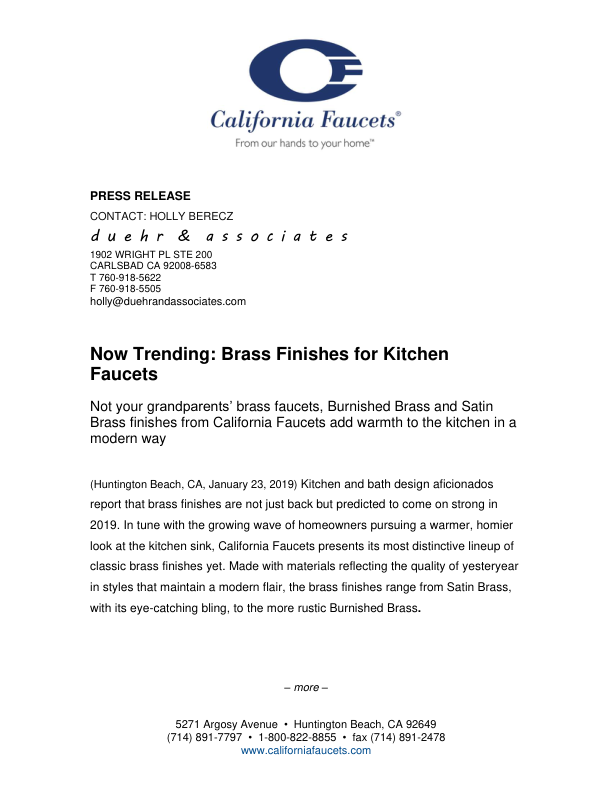 California Faucets®
From our hands to your home™
PRESS RELEASE
CONTACT: HOLLY BERECZ
duehr & associates
1902 WRIGHT PL STE 200
CARLSBAD CA 92008-6583
T 760-918-5622
F 760-918-5505
holly@duehrandassociates.com
Now Trending: Brass Finishes for Kitchen
Faucets
Not your grandparents’ brass faucets, Burnished Brass and Satin
Brass finishes from California Faucets add warmth to the kitchen in a
modern way
(Huntington Beach, CA, January 23, 2019) Kitchen and bath design aficionados
report that brass finishes are not just back but predicted to come on strong in
2019. In tune with the growing wave of homeowners pursuing a warmer, homier
look at the kitchen sink, California Faucets presents its most distinctive lineup of
classic brass finishes yet. Made with materials reflecting the quality of yesteryear
in styles that maintain a modern flair, the brass finishes range from Satin Brass,
with its eye-catching bling, to the more rustic Burnished Brass.
– more –
5271 Argosy Avenue • Huntington Beach, CA 92649
(714) 891-7797 • 1-800-822-8855 • fax (714) 891-2478
www.californiafaucets.com